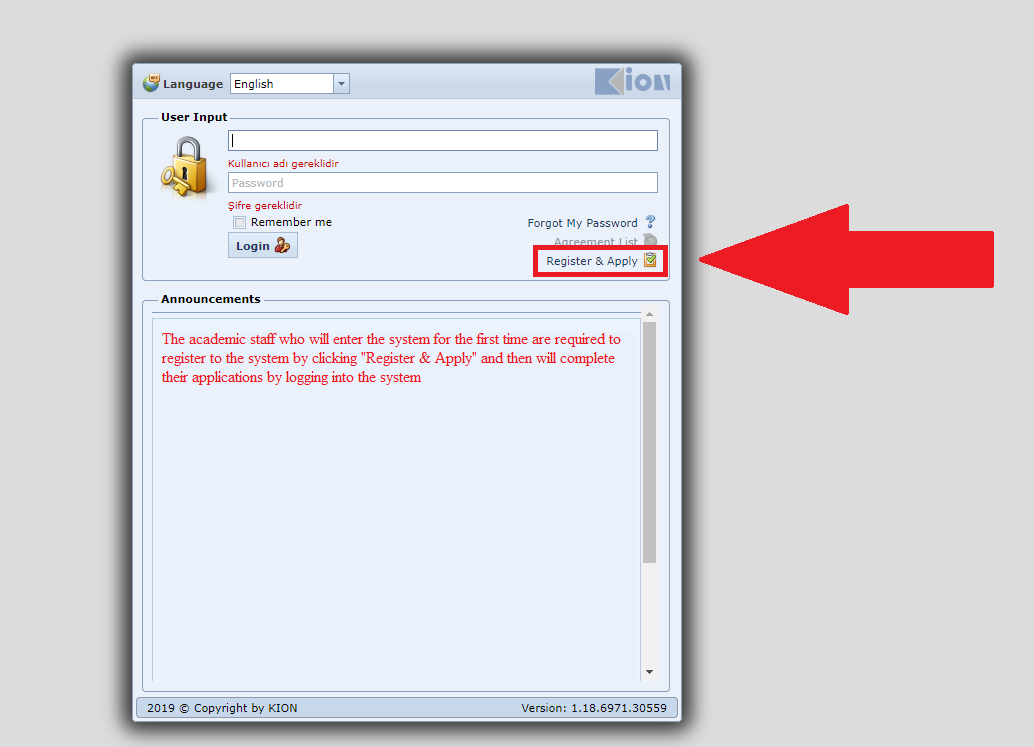 Language English
Kion
User Input
Kullanıcı adı gereklidir
Password
Şifre gereklidir
Remember me
Forgot My Password
Agreement List
Login
Register & Apply
Announcements
The academic staff who will enter the system for the first time are required to
register to the system by clicking "Register & Apply" and then will complete
their applications by logging into the system
2019 © Copyright by KION Version: 1.18.6971.30559